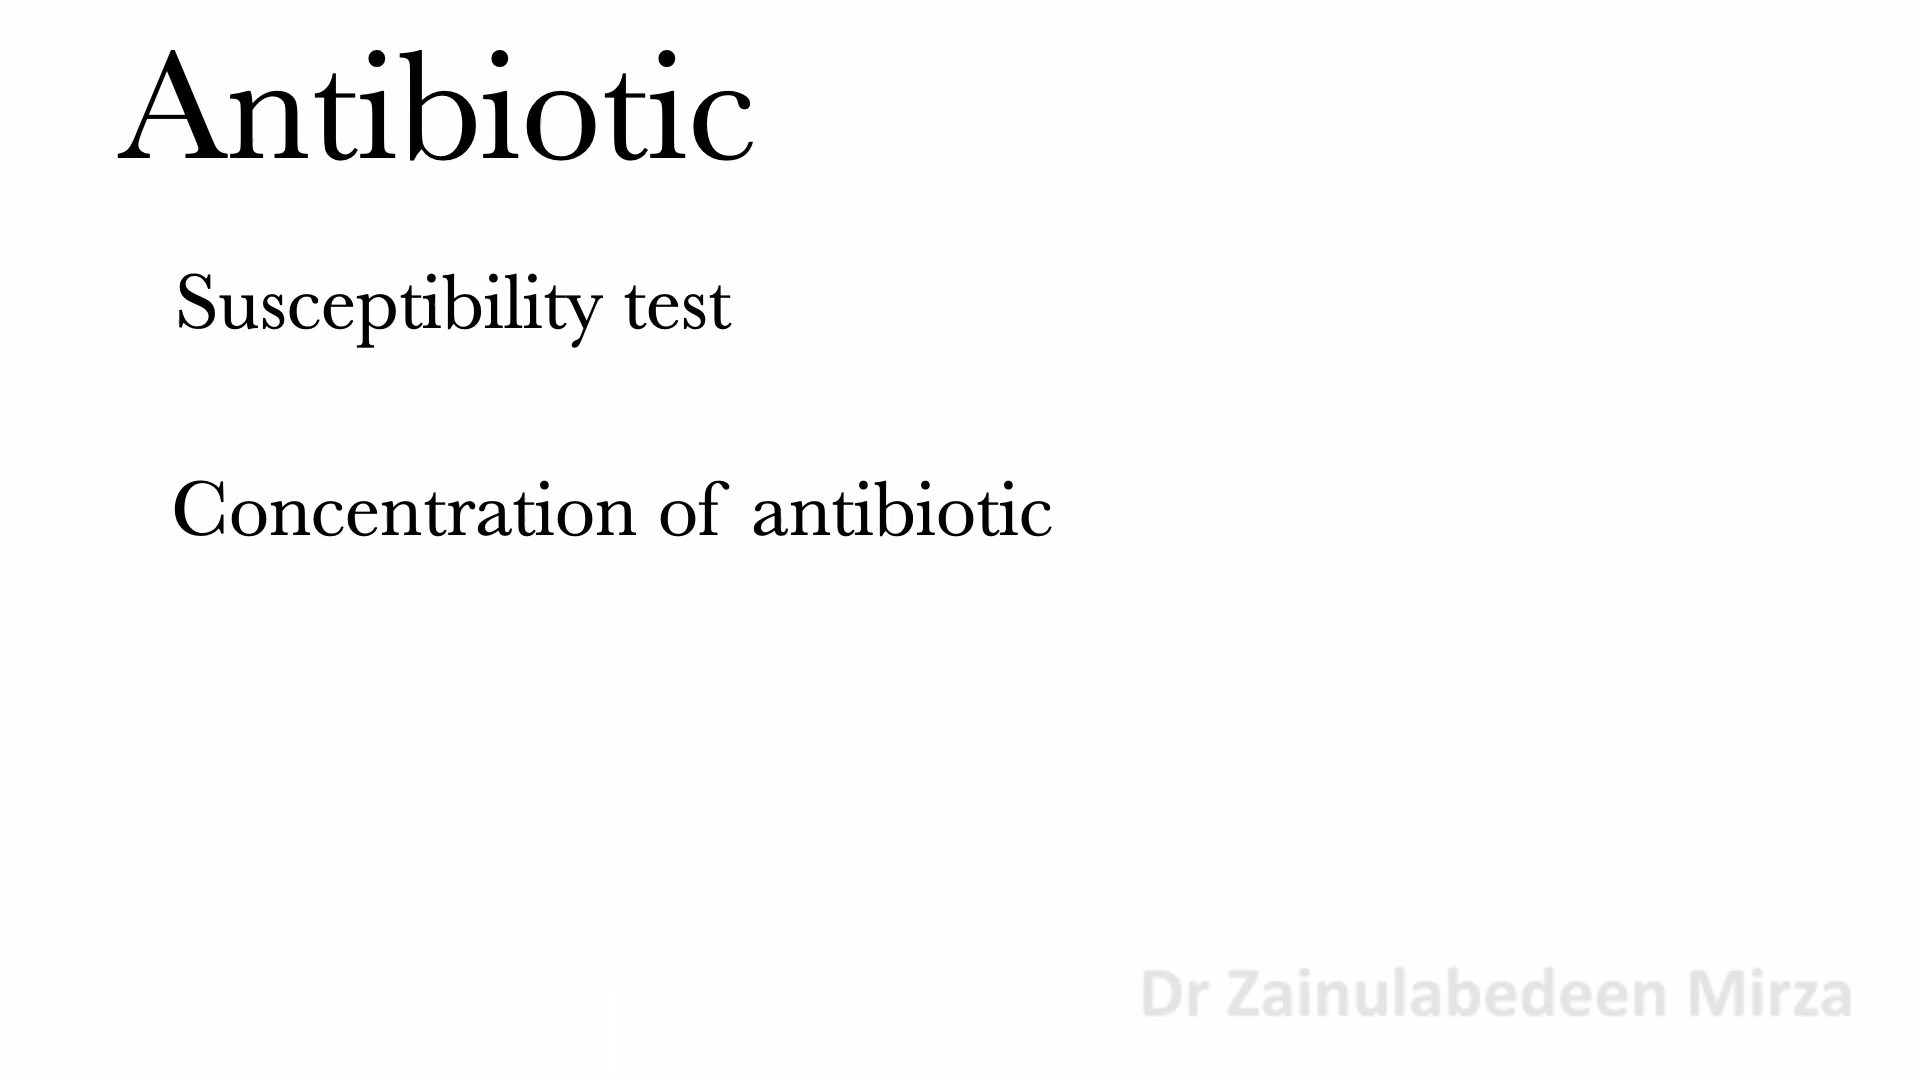 Antibiotic
Susceptibility test
Concentration of antibiotic
Dr Zainulabedeen Mirza